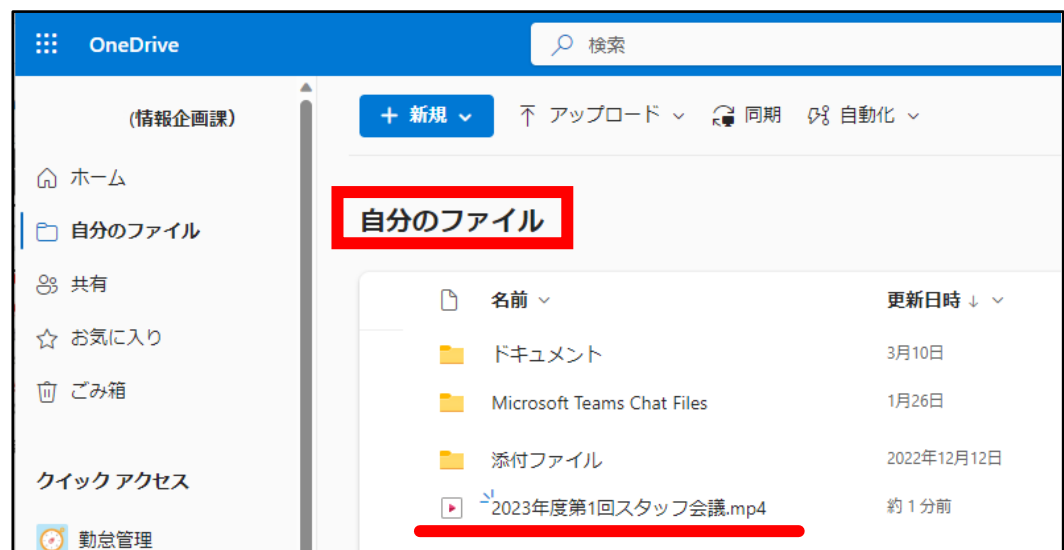 OneDrive
検索
(情報企画課)
ホーム
自分のファイル
共有
お気に入り
ごみ箱
クイック アクセス
勤怠管理
新規
アップロード
同期
自動化
自分のファイル
名前 更新日時
ドキュメント 3月10日
Microsoft Teams Chat Files 1月26日
添付ファイル 2022年12月12日
2023年度第1回スタッフ会議.mp4 約 1 分前